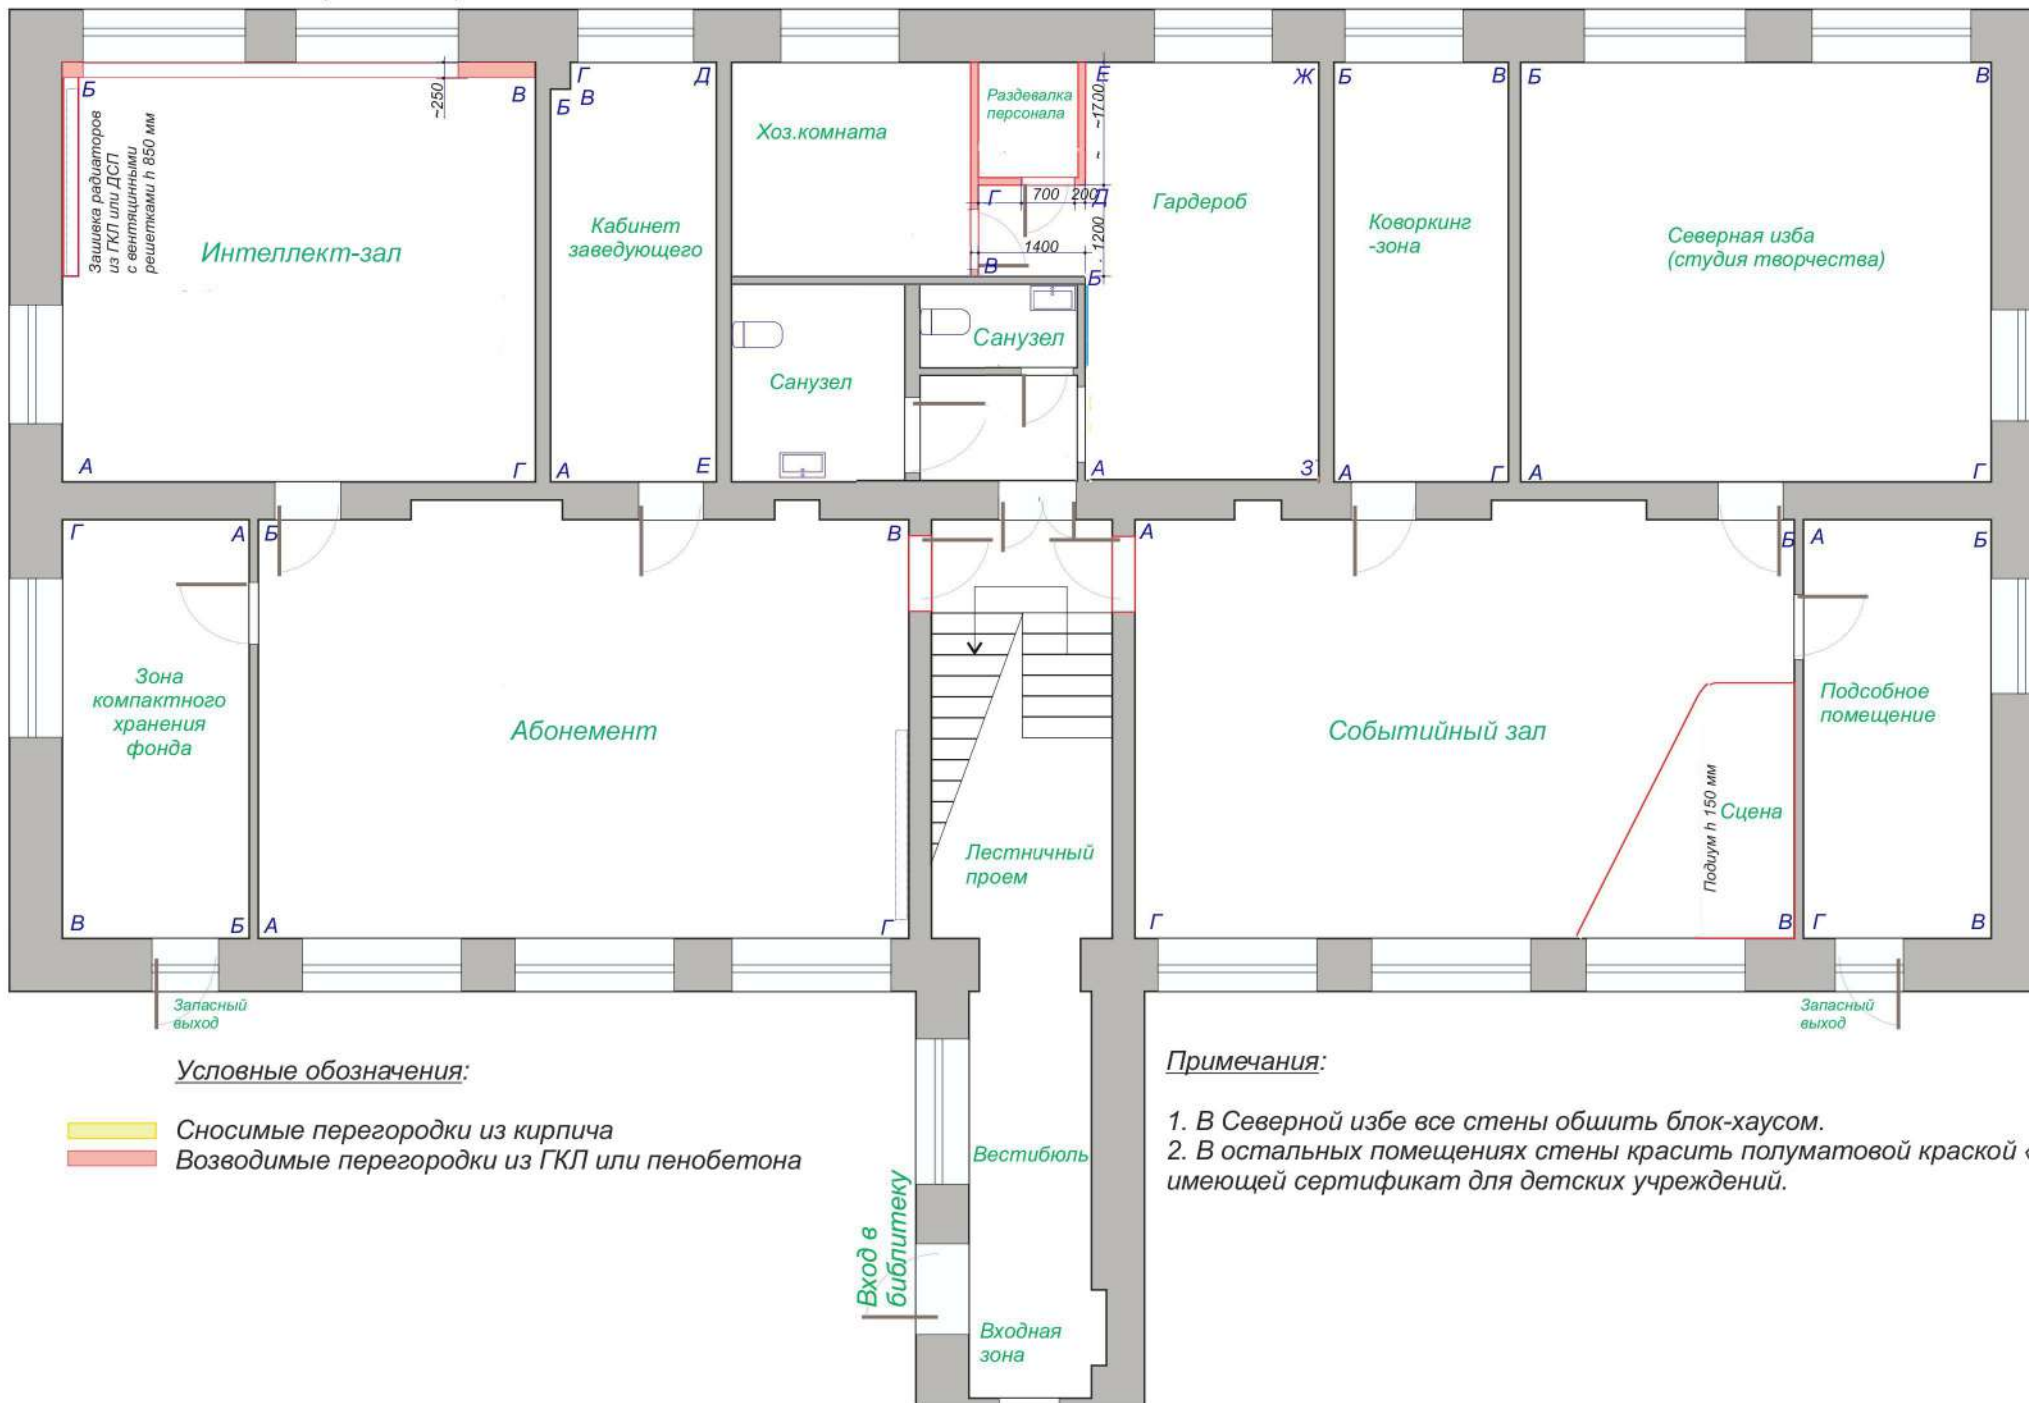 Б
В
~250
Зашивка радиаторов
из ГКЛ или ДСП
с вентяцинными
решетками h 850 мм
Интеллект-зал
А
Г
Г
Д
Б
В
Кабинет
заведующего
А
Е
Хоз.комната
Раздевалка
персонала
Е
~1700
Г
700
200
Д
1400
1200
В
Б
Гардероб
Ж
А
З
Санузел
Санузел
Б
В
Коворкинг
-зона
А
Г
Б
В
Северная изба
(студия творчества)
А
Г
Г
А
Зона
компактного
хранения
фонда
В
Б
Б
В
Абонемент
А
Г
Лестничный
проем
А
Б
Событийный зал
Подиум h 150 мм
Сцена
Г
В
А
Б
Подсобное
помещение
Г
В
Запасный
выход
Запасный
выход
Условные обозначения:
Сносимые перегородки из кирпича
Возводимые перегородки из ГКЛ или пенобетона
Вестибюль
Вход в
библитеку
Входная
зона
Примечания:
1. В Северной избе все стены обшить блок-хаусом.
2. В остальных помещениях стены красить полуматовой краской «
имеющей сертификат для детских учреждений.